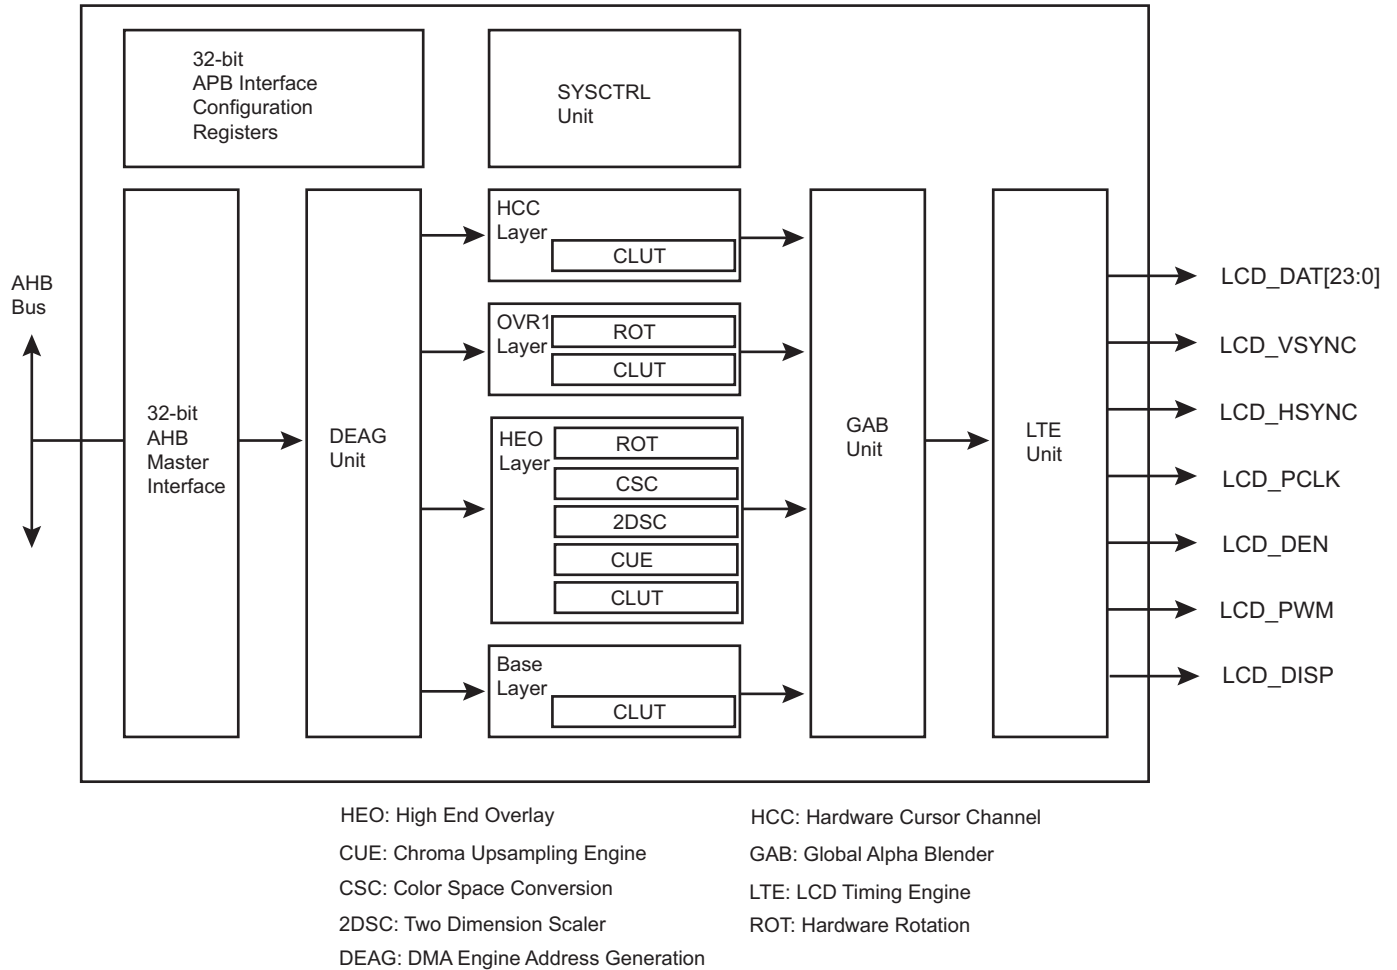 32-bit
APB Interface
Configuration
Registers
SYSCTRL
Unit
AHB
Bus
32-bit
AHB
Master
Interface
DEAG
Unit
HCC
Layer
CLUT
OVR1
Layer
ROT
CLUT
HEO
Layer
ROT
CSC
2DSC
CUE
CLUT
Base
Layer
CLUT
GAB
Unit
LTE
Unit
LCD_DAT[23:0]
LCD_VSYNC
LCD_HSYNC
LCD_PCLK
LCD_DEN
LCD_PWM
LCD_DISP
HEO: High End Overlay
CUE: Chroma Upsampling Engine
CSC: Color Space Conversion
2DSC: Two Dimension Scaler
DEAG: DMA Engine Address Generation
HCC: Hardware Cursor Channel
GAB: Global Alpha Blender
LTE: LCD Timing Engine
ROT: Hardware Rotation